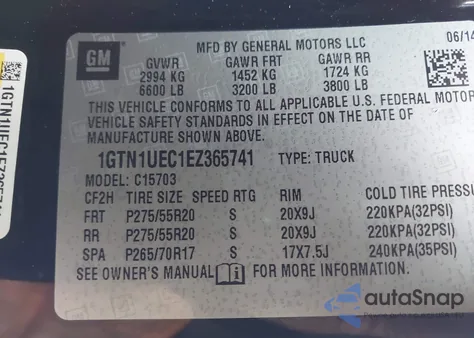 GM
MFD BY GENERAL MOTORS LLC
06/14
GVWR GAWR FRT GAWR RR
2994 KG 1452 KG 1724 KG
6600 LB 3200 LB 3800 LB
THIS VEHICLE CONFORMS TO ALL APPLICABLE U.S. FEDERAL MOTOR
VEHICLE SAFETY STANDARDS IN EFFECT ON THE DATE OF
MANUFACTURE SHOWN ABOVE.
1GTN1UEC1EZ365741 TYPE: TRUCK
MODEL: C15703
CF2H TIRE SIZE SPEED RTG RIM COLD TIRE
FRT P275/55R20 S 20X9J 220KPA(32PSI)
RR P275/55R20 S 20X9J 220KPA(32PSI)
SPA P265/70R17 S 17X7.5J 240KPA(35PSI)
SEE OWNER'S MANUAL FOR MORE INFORMATION.
1GTN1UEC1EZ365741
autoSnap